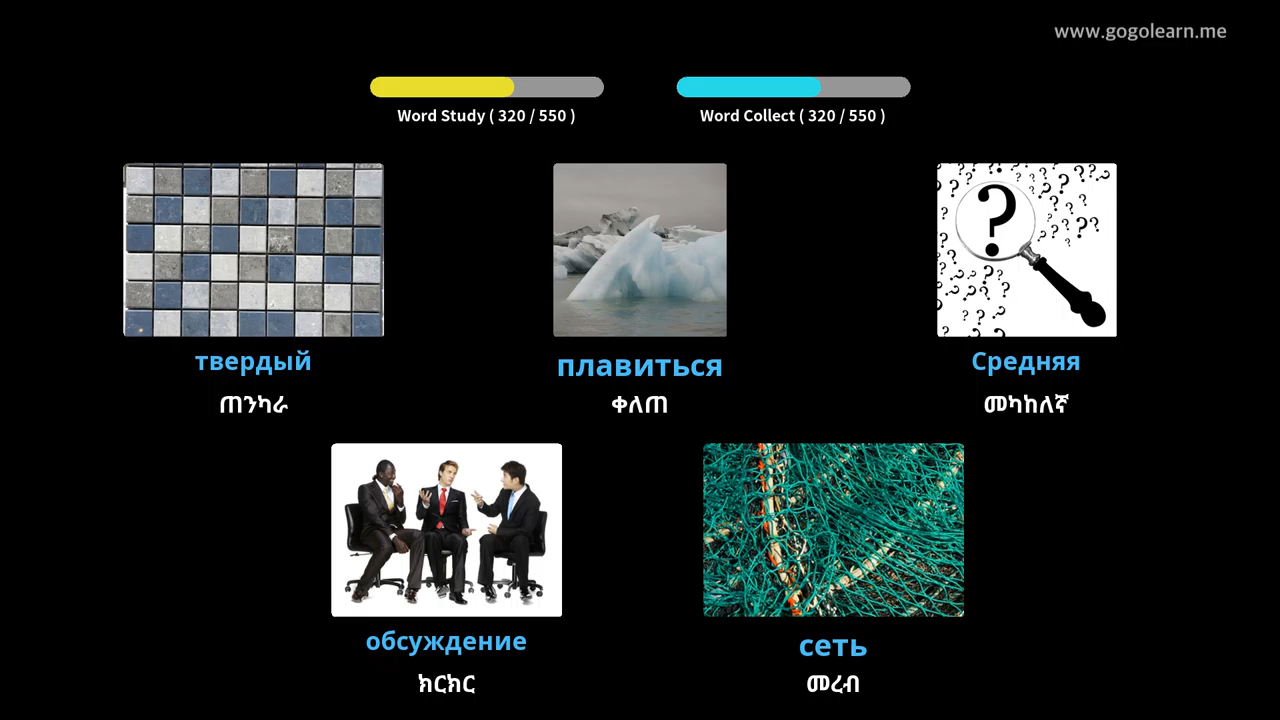 www.gogolearn.me
Word Study ( 320 / 550 )
Word Collect ( 320 / 550 )
твердый
ጠንካራ
плавиться
ቀለጠ
Средняя
መካከለኛ
обсуждение
ክርክር
сеть
መረብ